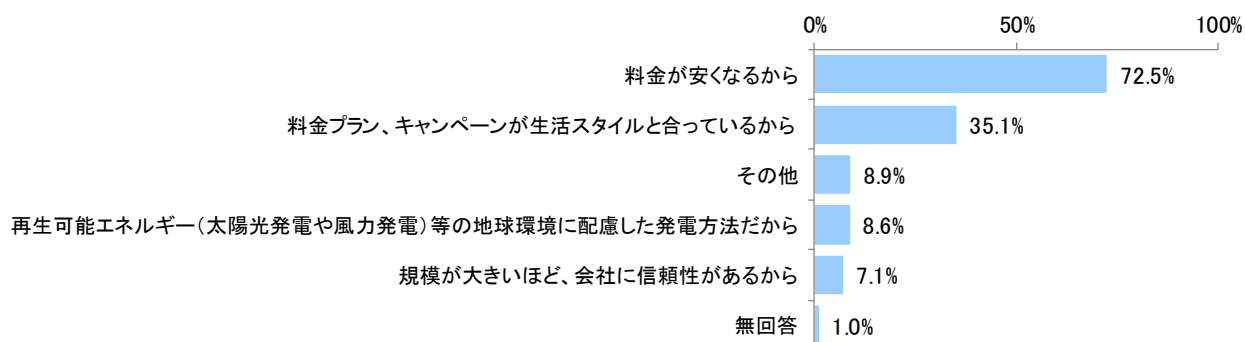 0% 50% 100%
料金が安くなるから 72.5%
料金プラン、キャンペーンが生活スタイルと合っているから 35.1%
その他 8.9%
再生可能エネルギー(太陽光発電や風力発電)等の地球環境に配慮した発電方法だから 8.6%
規模が大きいほど、会社に信頼性があるから 7.1%
無回答 1.0%